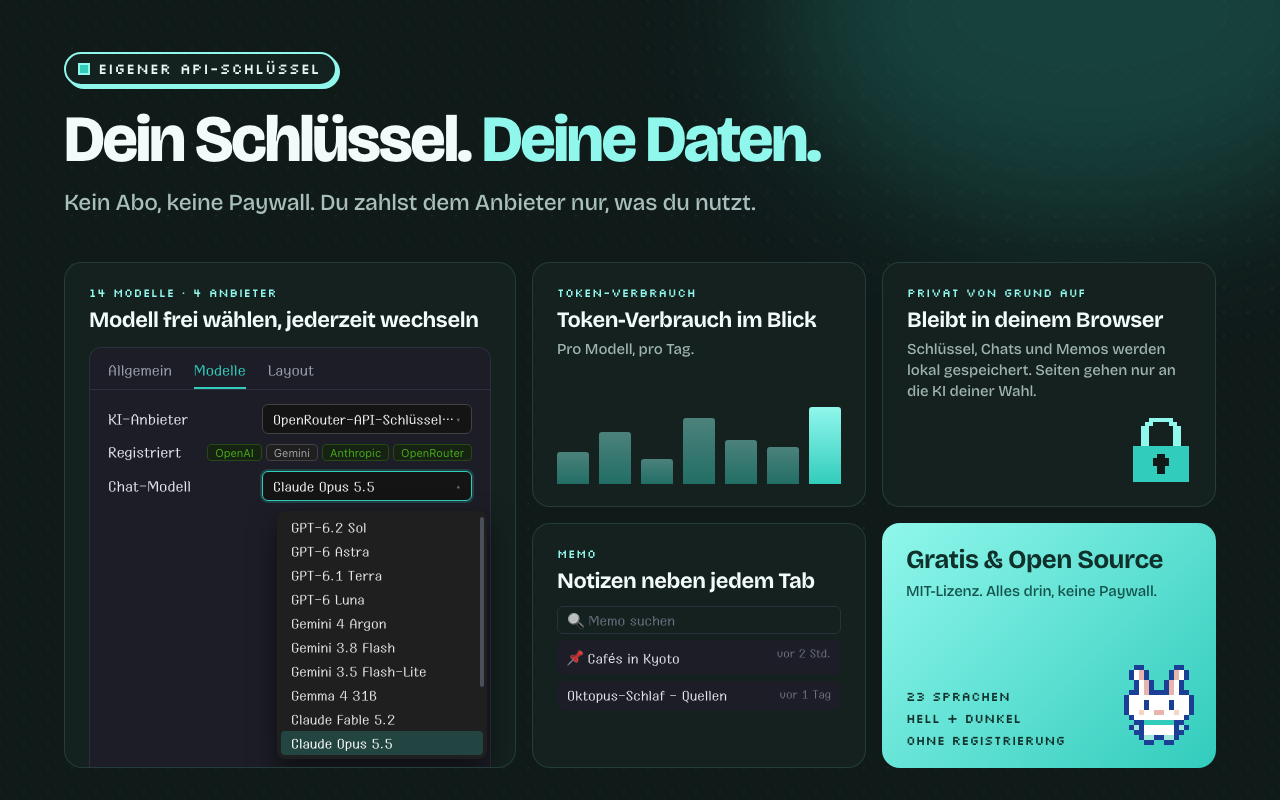 EIGENER API-SCHLÜSSEL
Dein Schlüssel. Deine Daten.
Kein Abo, keine Paywall. Du zahlst dem Anbieter nur, was du nutzt.
14 MODELLE · 4 ANBIETER
Modell frei wählen, jederzeit wechseln
Allgemein Modelle Layout
KI-Anbieter OpenRouter-API-Schlüssel···
Registriert OpenAI Gemini Anthropic OpenRouter
Chat-Modell Claude Opus 5.5
GPT-6.2 Sol
GPT-6 Astra
GPT-6.1 Terra
GPT-6 Luna
Gemini 4 Argon
Gemini 3.8 Flash
Gemini 3.5 Flash-Lite
Gemma 4 31B
Claude Fable 5.2
Claude Opus 5.5
TOKEN-VERBRAUCH
Token-Verbrauch im Blick
Pro Modell, pro Tag.
PRIVAT VON GRUND AUF
Bleibt in deinem Browser
Schlüssel, Chats und Memos werden
lokal gespeichert. Seiten gehen nur an
die KI deiner Wahl.
MEMO
Notizen neben jedem Tab
Memo suchen
Cafés in Kyoto vor 2 Std.
Oktopus-Schlaf – Quellen vor 1 Tag
Gratis & Open Source
MIT-Lizenz. Alles drin, keine Paywall.
23 SPRACHEN
HELL + DUNKEL
OHNE REGISTRIERUNG